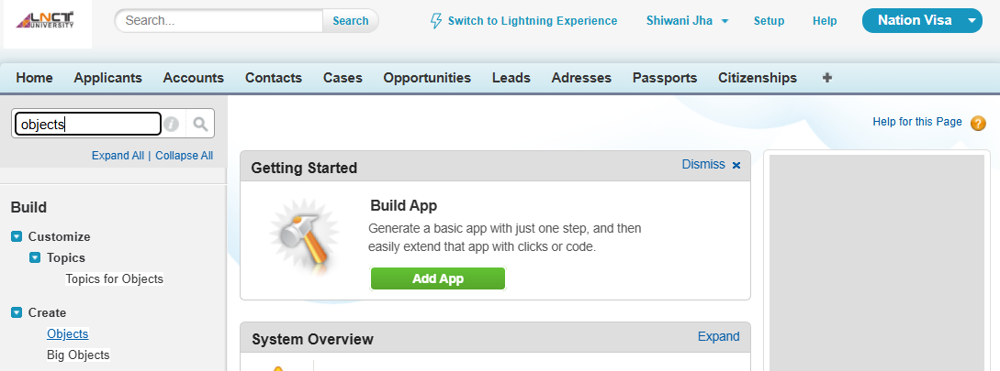 LNCT
UNIVERSITY
Search...
Search
Switch to Lightning Experience
Shiwani Jha
Setup
Help
Nation Visa
Home Applicants Accounts Contacts Cases Opportunities Leads Adresses Passports Citizenships +
objects
Expand All | Collapse All
Build
Customize
Topics
Topics for Objects
Create
Objects
Big Objects
Help for this Page ?
Getting Started
Dismiss x
Build App
Generate a basic app with just one step, and then
easily extend that app with clicks or code.
Add App
System Overview
Expand